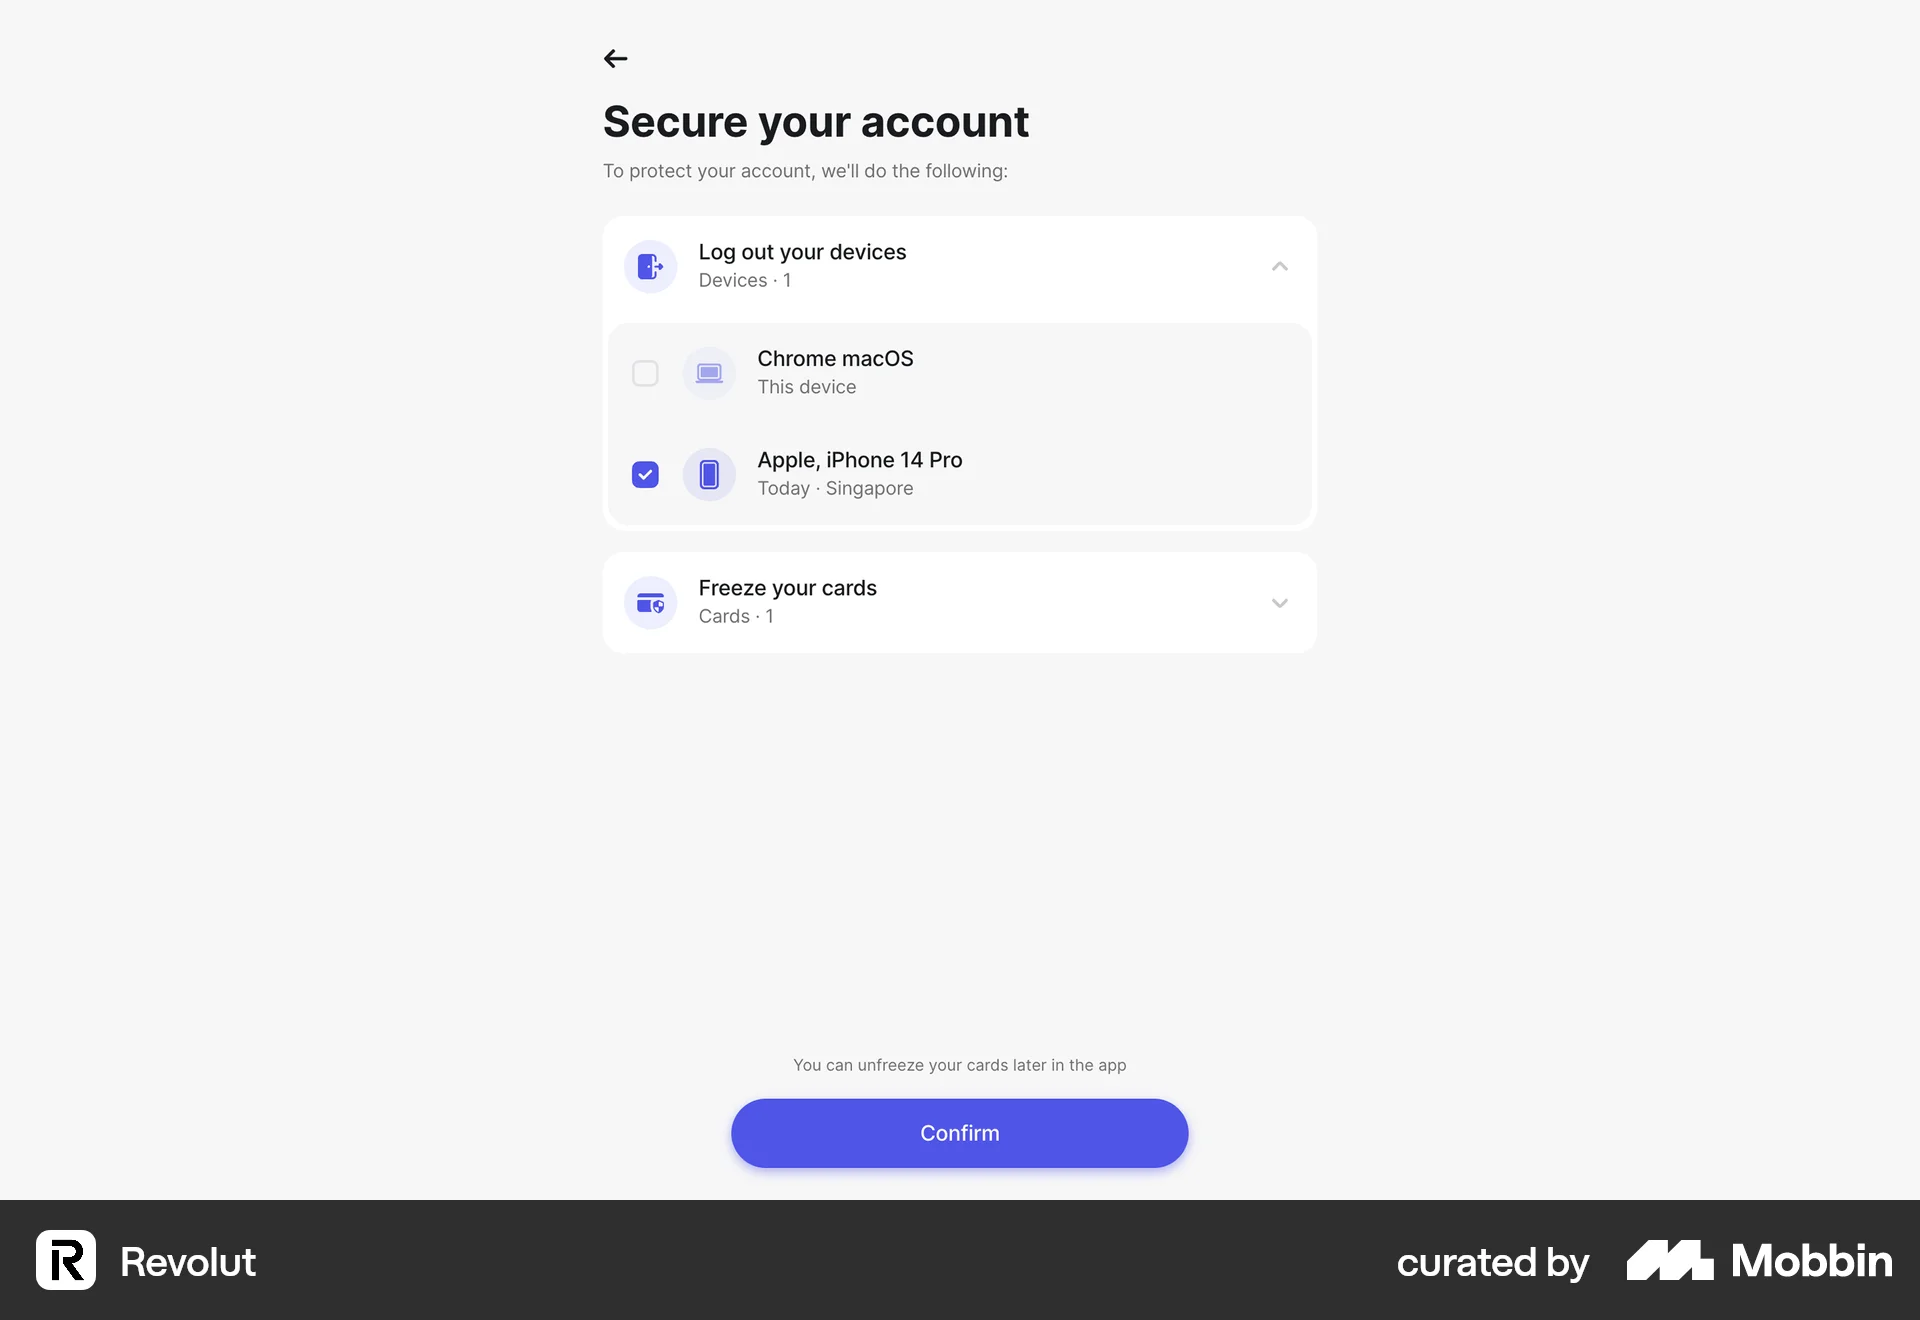 Secure your account
To protect your account, we'll do the following:
Log out your devices
Devices · 1
Chrome macOS
This device
Apple, iPhone 14 Pro
Today · Singapore
Freeze your cards
Cards · 1
You can unfreeze your cards later in the app
Confirm
Revolut
curated by Mobbin